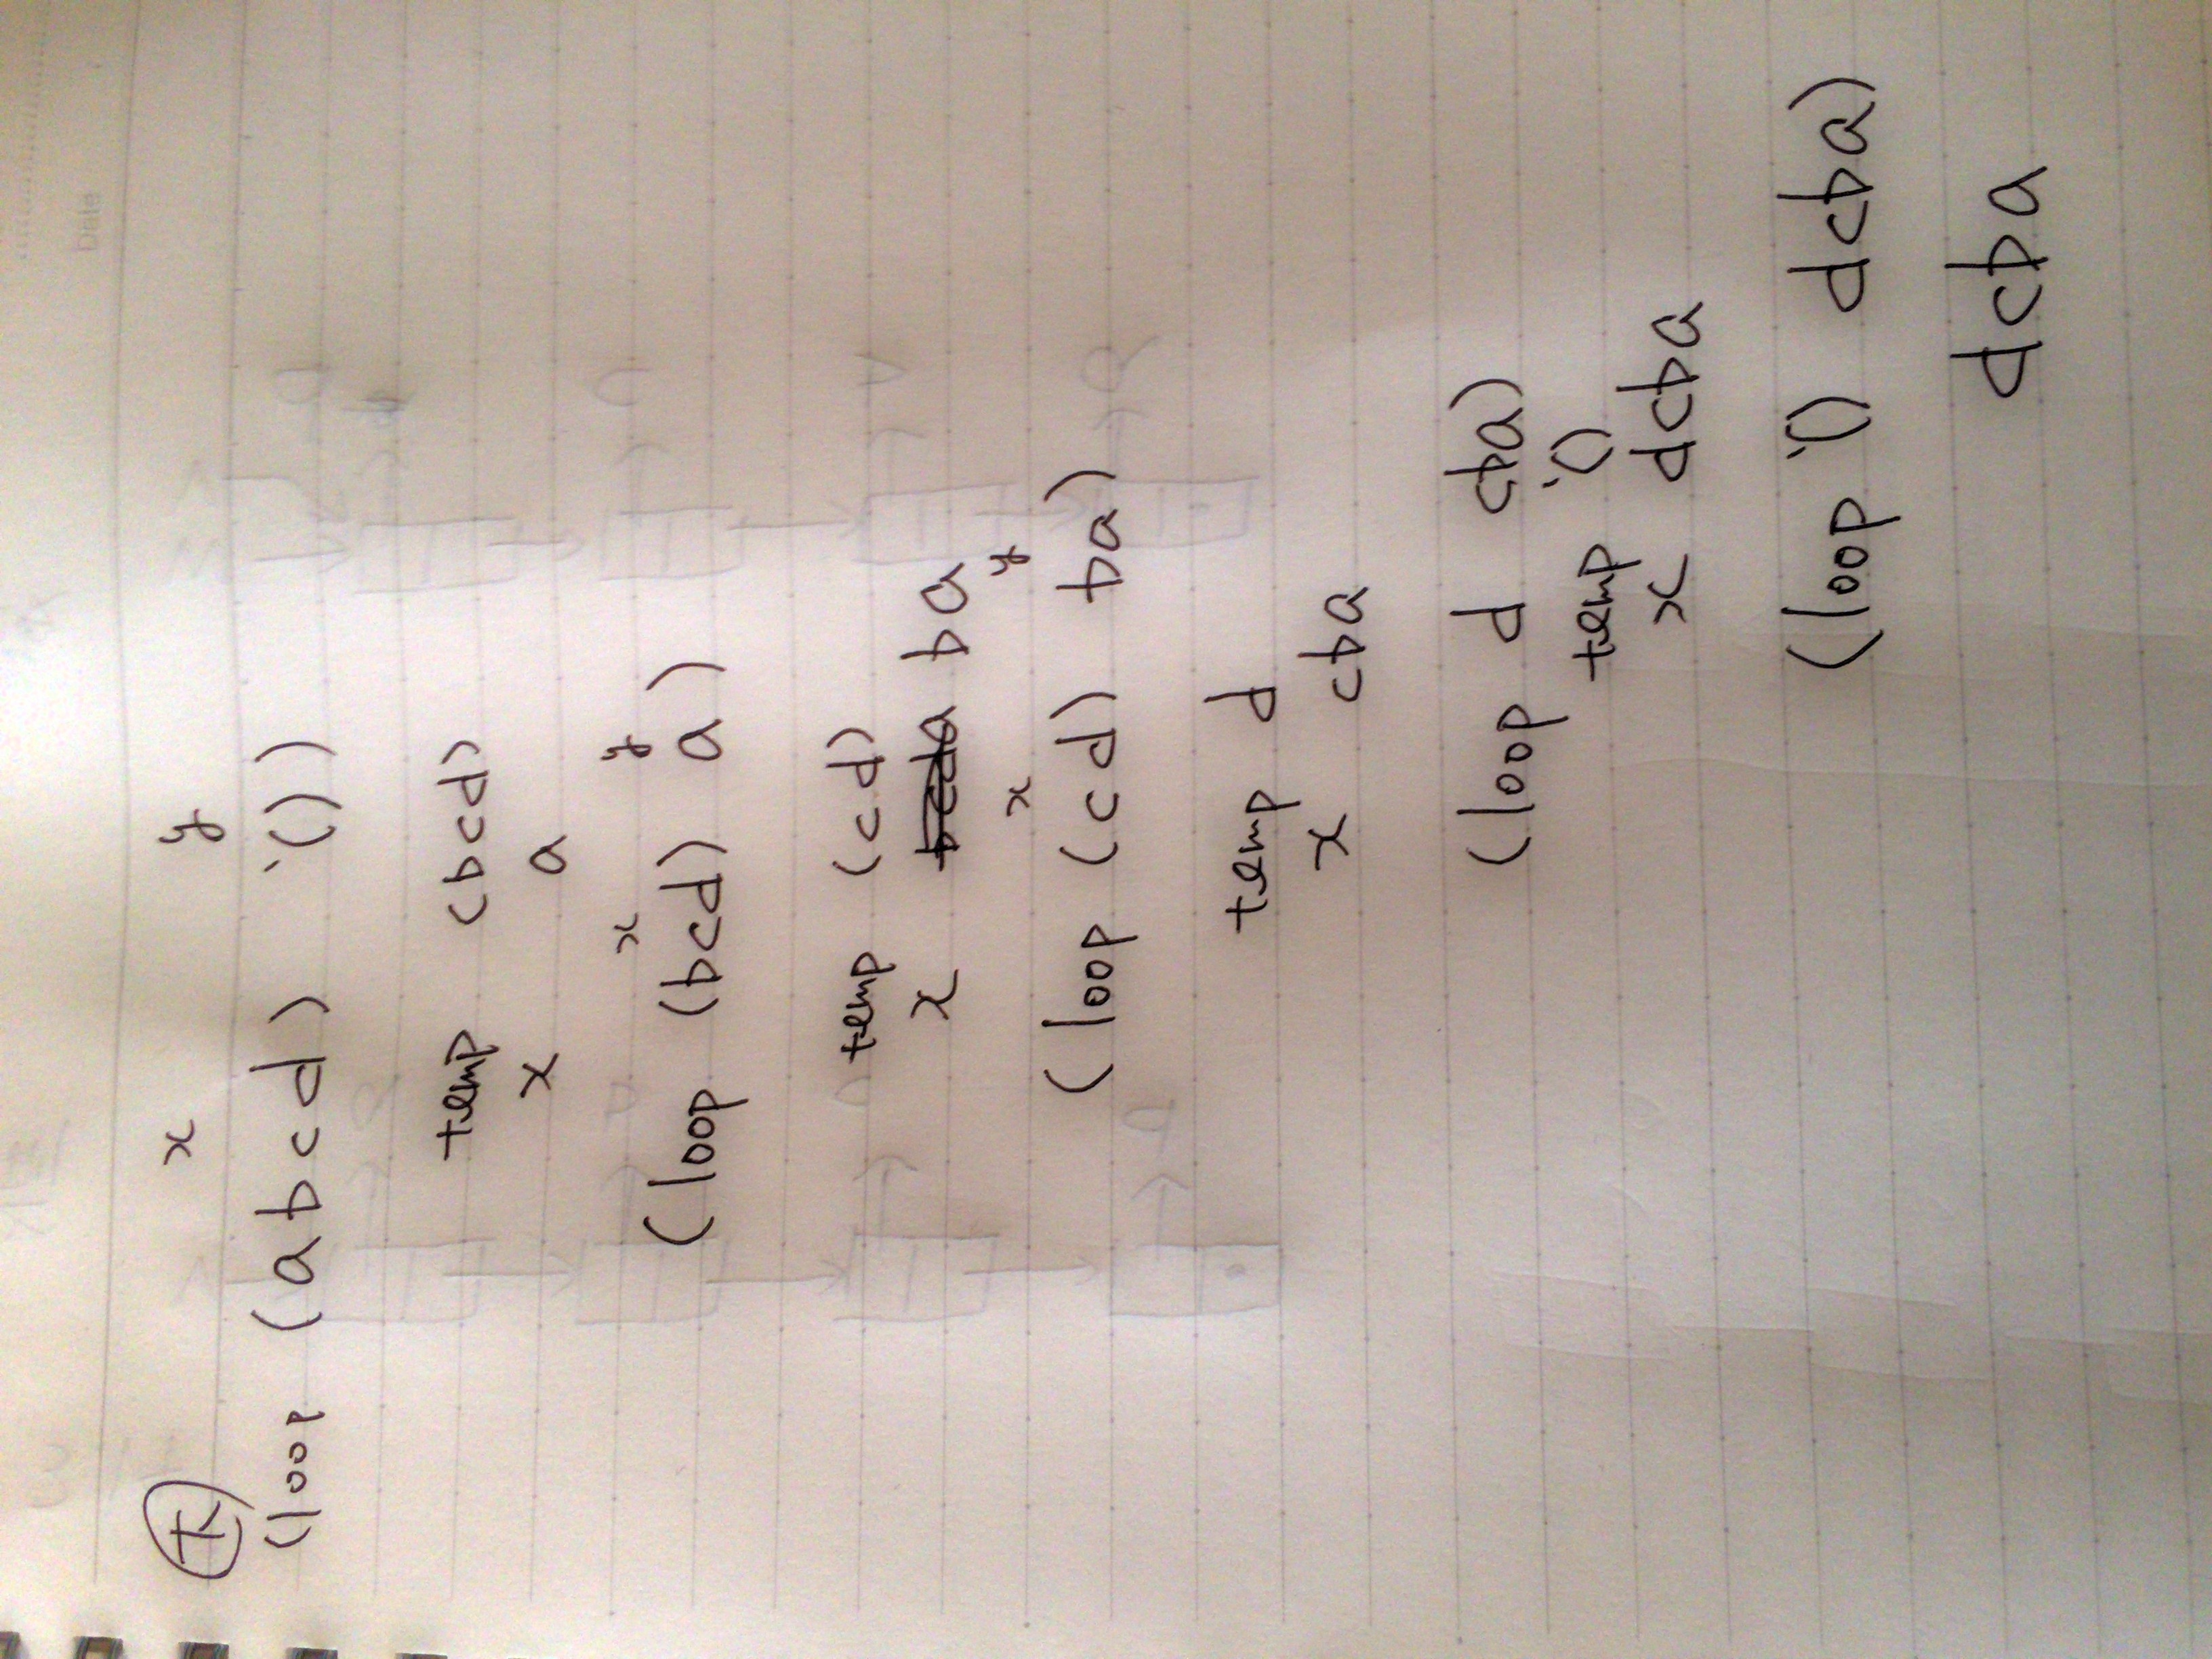 Date
下
x y
(loop (abcd) '())
temp (bcd)
x a
x y
(loop (bcd) a)
temp (cd)
x bcda ba
x y
(loop (cd) ba)
temp d
x cba
(loop d cba)
temp '()
x dcba
(loop '() dcba)
dcba